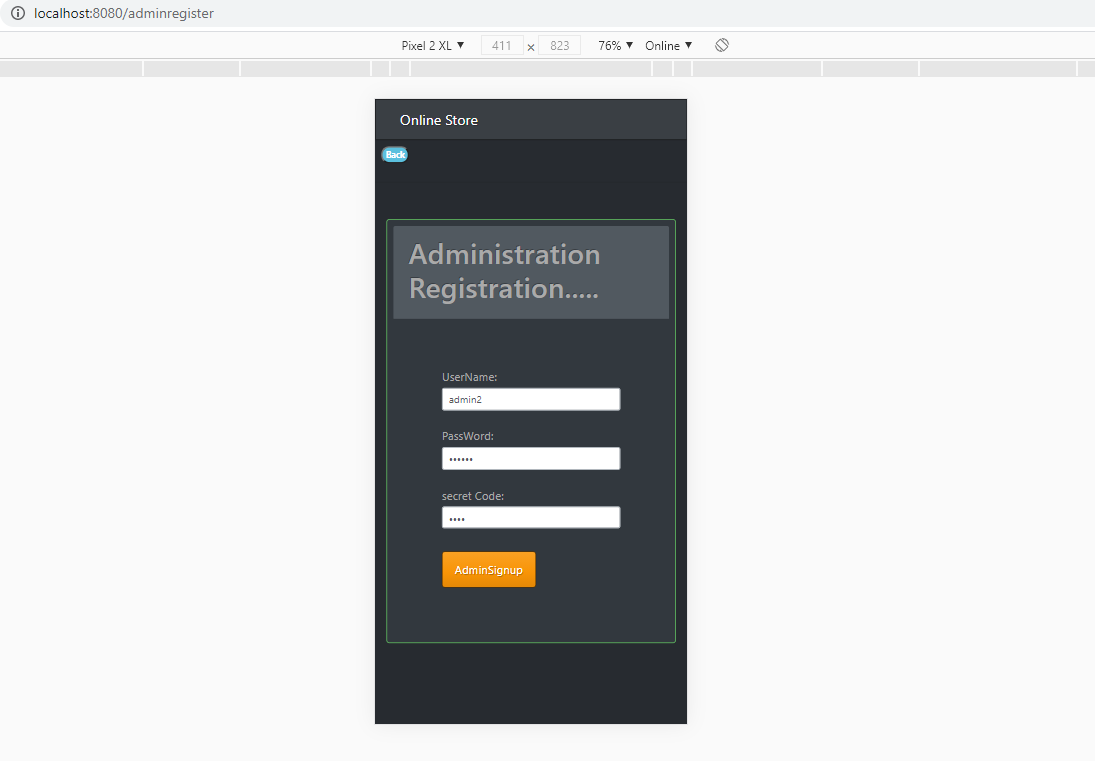 localhost:8080/adminregister
Pixel 2 XL ▼ 411 × 823 76% ▼ Online ▼
Online Store
Back
Administration
Registration.....
UserName:
admin2
PassWord:
••••••
secret Code:
••••
AdminSignup